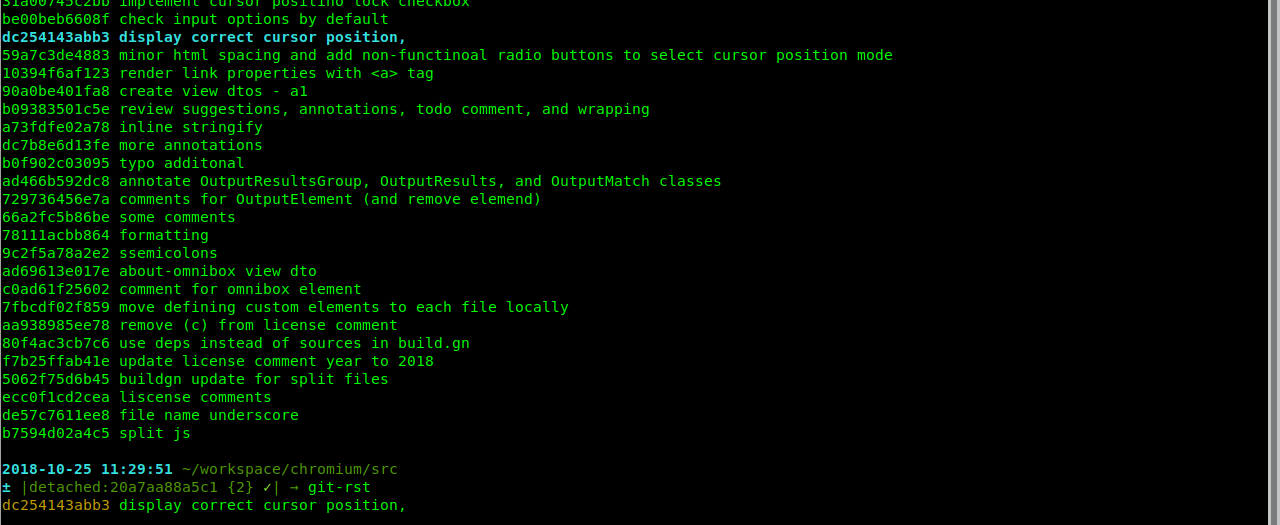 31a00745c2bb implement cursor positino lock checkbox
be00beb6608f check input options by default
dc254143abb3 display correct cursor position,
59a7c3de4883 minor html spacing and add non-functinoal radio buttons to select cursor position mode
10394f6af123 render link properties with <a> tag
90a0be401fa8 create view dtos - a1
b09383501c5e review suggestions, annotations, todo comment, and wrapping
a73fdfe02a78 inline stringify
dc7b8e6d13fe more annotations
b0f902c03095 typo additonal
ad466b592dc8 annotate OutputResultsGroup, OutputResults, and OutputMatch classes
729736456e7a comments for OutputElement (and remove elemend)
66a2fc5b86be some comments
78111acbb864 formatting
9c2f5a78a2e2 ssemicolons
ad69613e017e about-omnibox view dto
c0ad61f25602 comment for omnibox element
7fbcdf02f859 move defining custom elements to each file locally
aa938985ee78 remove (c) from license comment
80f4ac3cb7c6 use deps instead of sources in build.gn
f7b25ffab41e update license comment year to 2018
5062f75d6b45 buildgn update for split files
ecc0f1cd2cea liscense comments
de57c7611ee8 file name underscore
b7594d02a4c5 split js
2018-10-25 11:29:51 ~/workspace/chromium/src
± |detached:20a7aa88a5c1 {2} ✓| → git-rst
dc254143abb3 display correct cursor position,